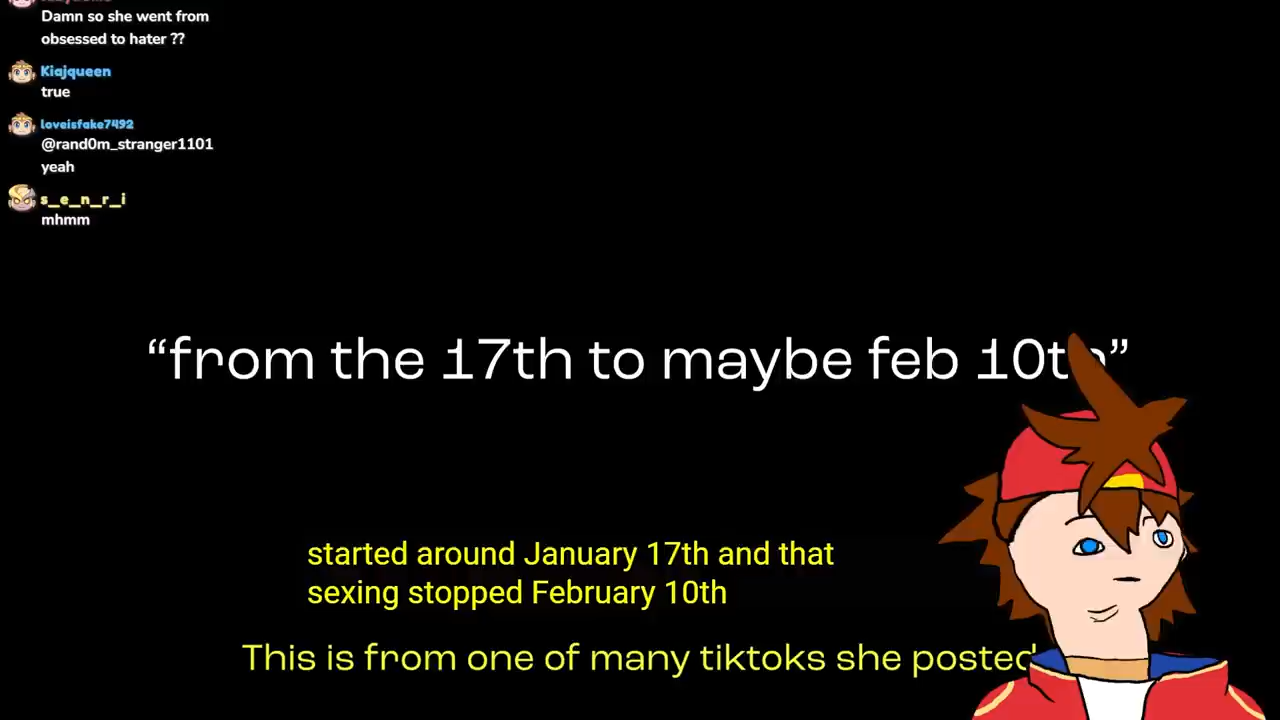 Damn so she went from
obsessed to hater ??
Kiajqueen
true
loveisfake7492
@rand0m_stranger1101
yeah
s_e_n_r_i
mhmm
“from the 17th to maybe feb 10th”
started around January 17th and that
sexing stopped February 10th
This is from one of many tiktoks she posted